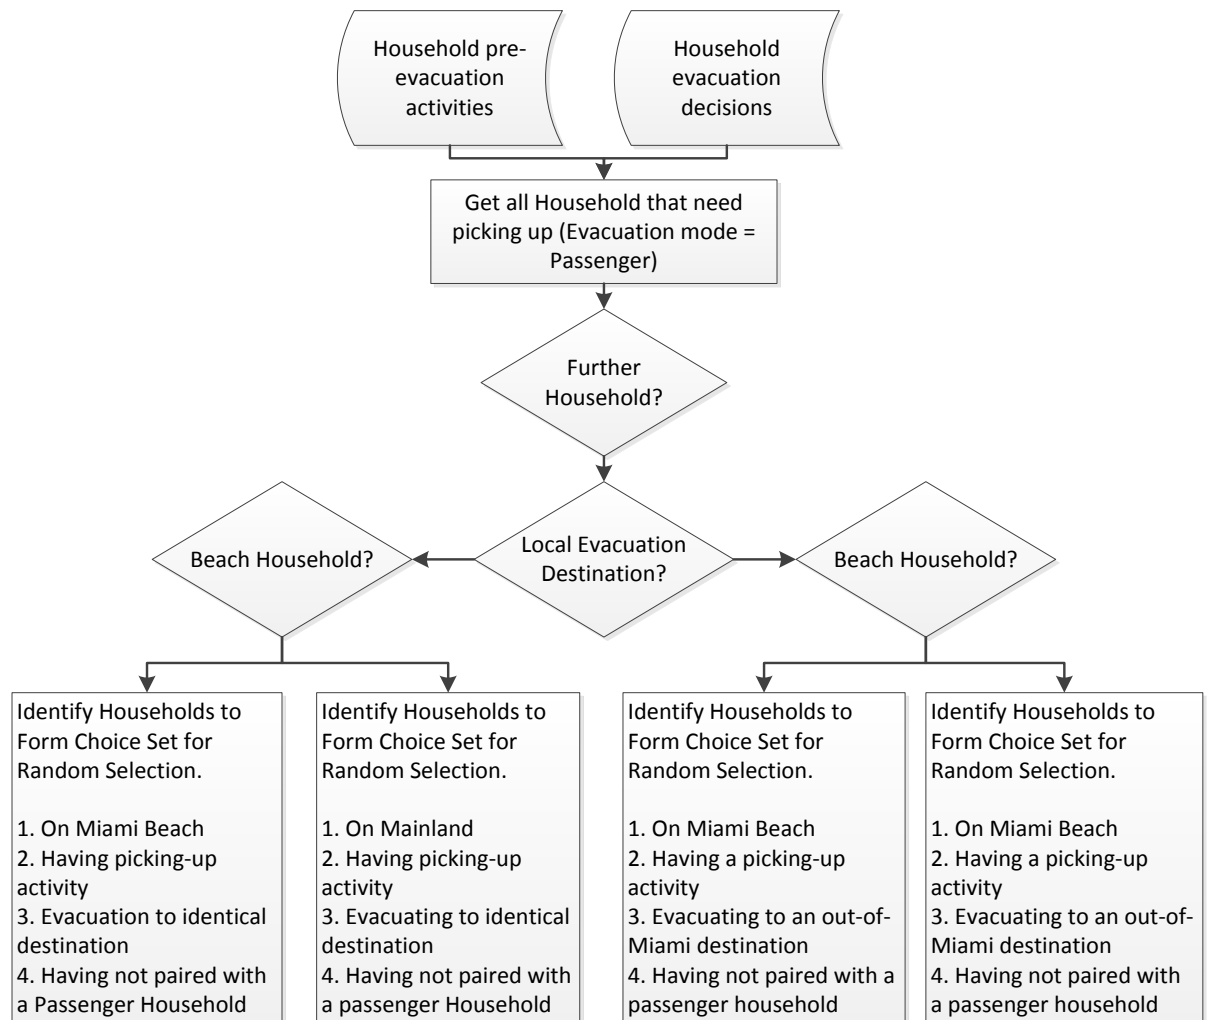 Household pre-
evacuation
activities
Household
evacuation
decisions
Get all Household that need
picking up (Evacuation mode =
Passenger)
Further
Household?
Beach Household?
Local Evacuation
Destination?
Beach Household?
Identify Households to
Form Choice Set for
Random Selection.
1. On Miami Beach
2. Having picking-up
activity
3. Evacuation to identical
destination
4. Having not paired with
a Passenger Household
Identify Households to
Form Choice Set for
Random Selection.
1. On Mainland
2. Having picking-up
activity
3. Evacuating to identical
destination
4. Having not paired with
a passenger Household
Identify Households to
Form Choice Set for
Random Selection.
1. On Miami Beach
2. Having a picking-up
activity
3. Evacuating to an out-of-
Miami destination
4. Having not paired with a
passenger household
Identify Households to
Form Choice Set for
Random Selection.
1. On Miami Beach
2. Having a picking-up
activity
3. Evacuating to an out-of-
Miami destination
4. Having not paired with
a passenger household